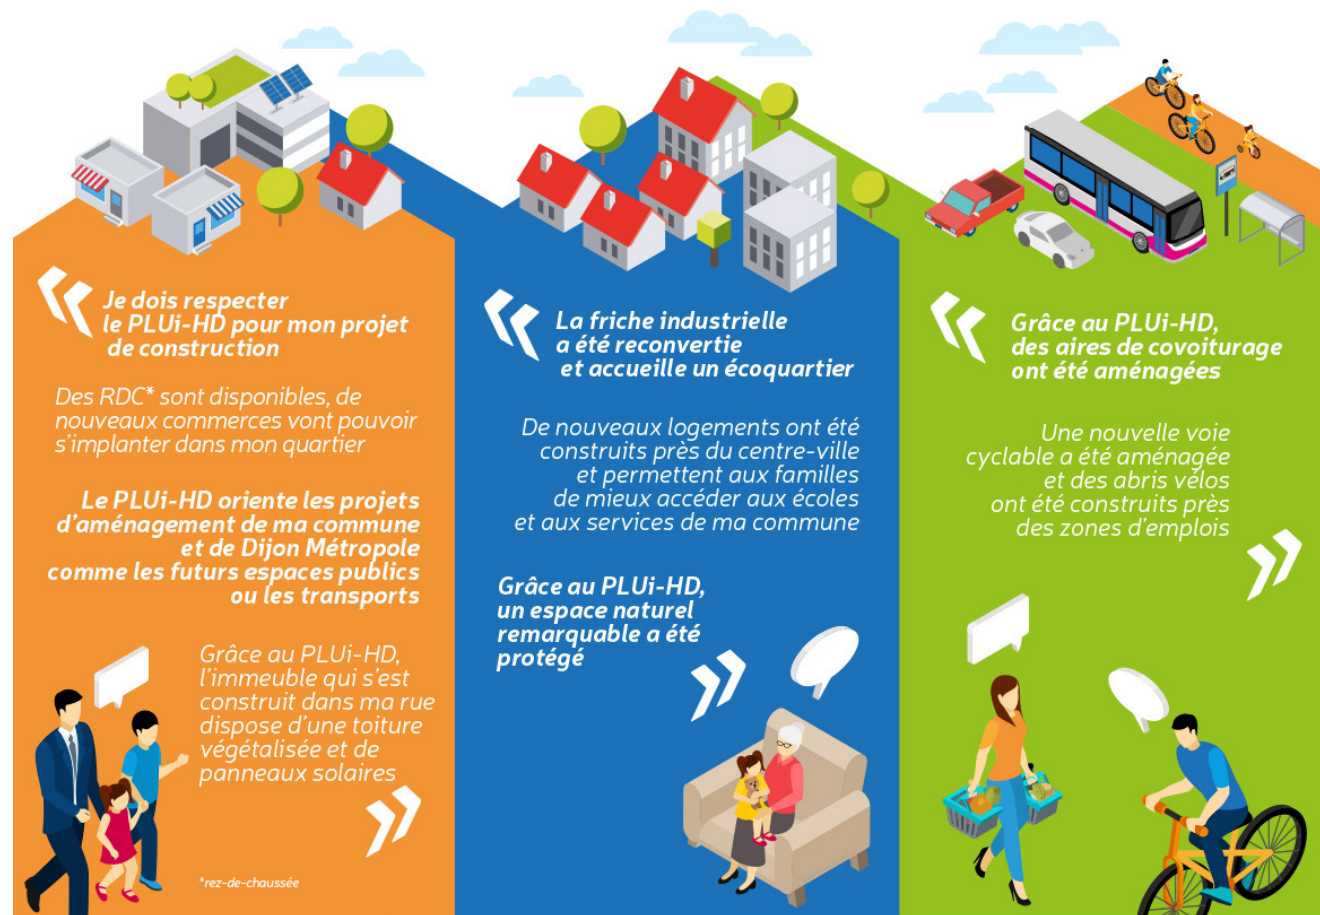 Je dois respecter
le PLUi-HD pour mon projet
de construction
Des RDC* sont disponibles, de
nouveaux commerces vont pouvoir
s'implanter dans mon quartier
Le PLUi-HD oriente les projets
d'aménagement de ma commune
et de Dijon Métropole
comme les futurs espaces publics
ou les transports
Grâce au PLUi-HD,
l'immeuble qui s'est
construit dans ma rue
dispose d'une toiture
végétalisée et de
panneaux solaires
*rez-de-chaussée
La friche industrielle
a été reconvertie
et accueille un écoquartier
De nouveaux logements ont été
construits près du centre-ville
et permettent aux familles
de mieux accéder aux écoles
et aux services de ma commune
Grâce au PLUi-HD,
un espace naturel
remarquable a été
protégé
Grâce au PLUi-HD,
des aires de covoiturage
ont été aménagées
Une nouvelle voie
cyclable a été aménagée
et des abris vélos
ont été construits près
des zones d'emplois